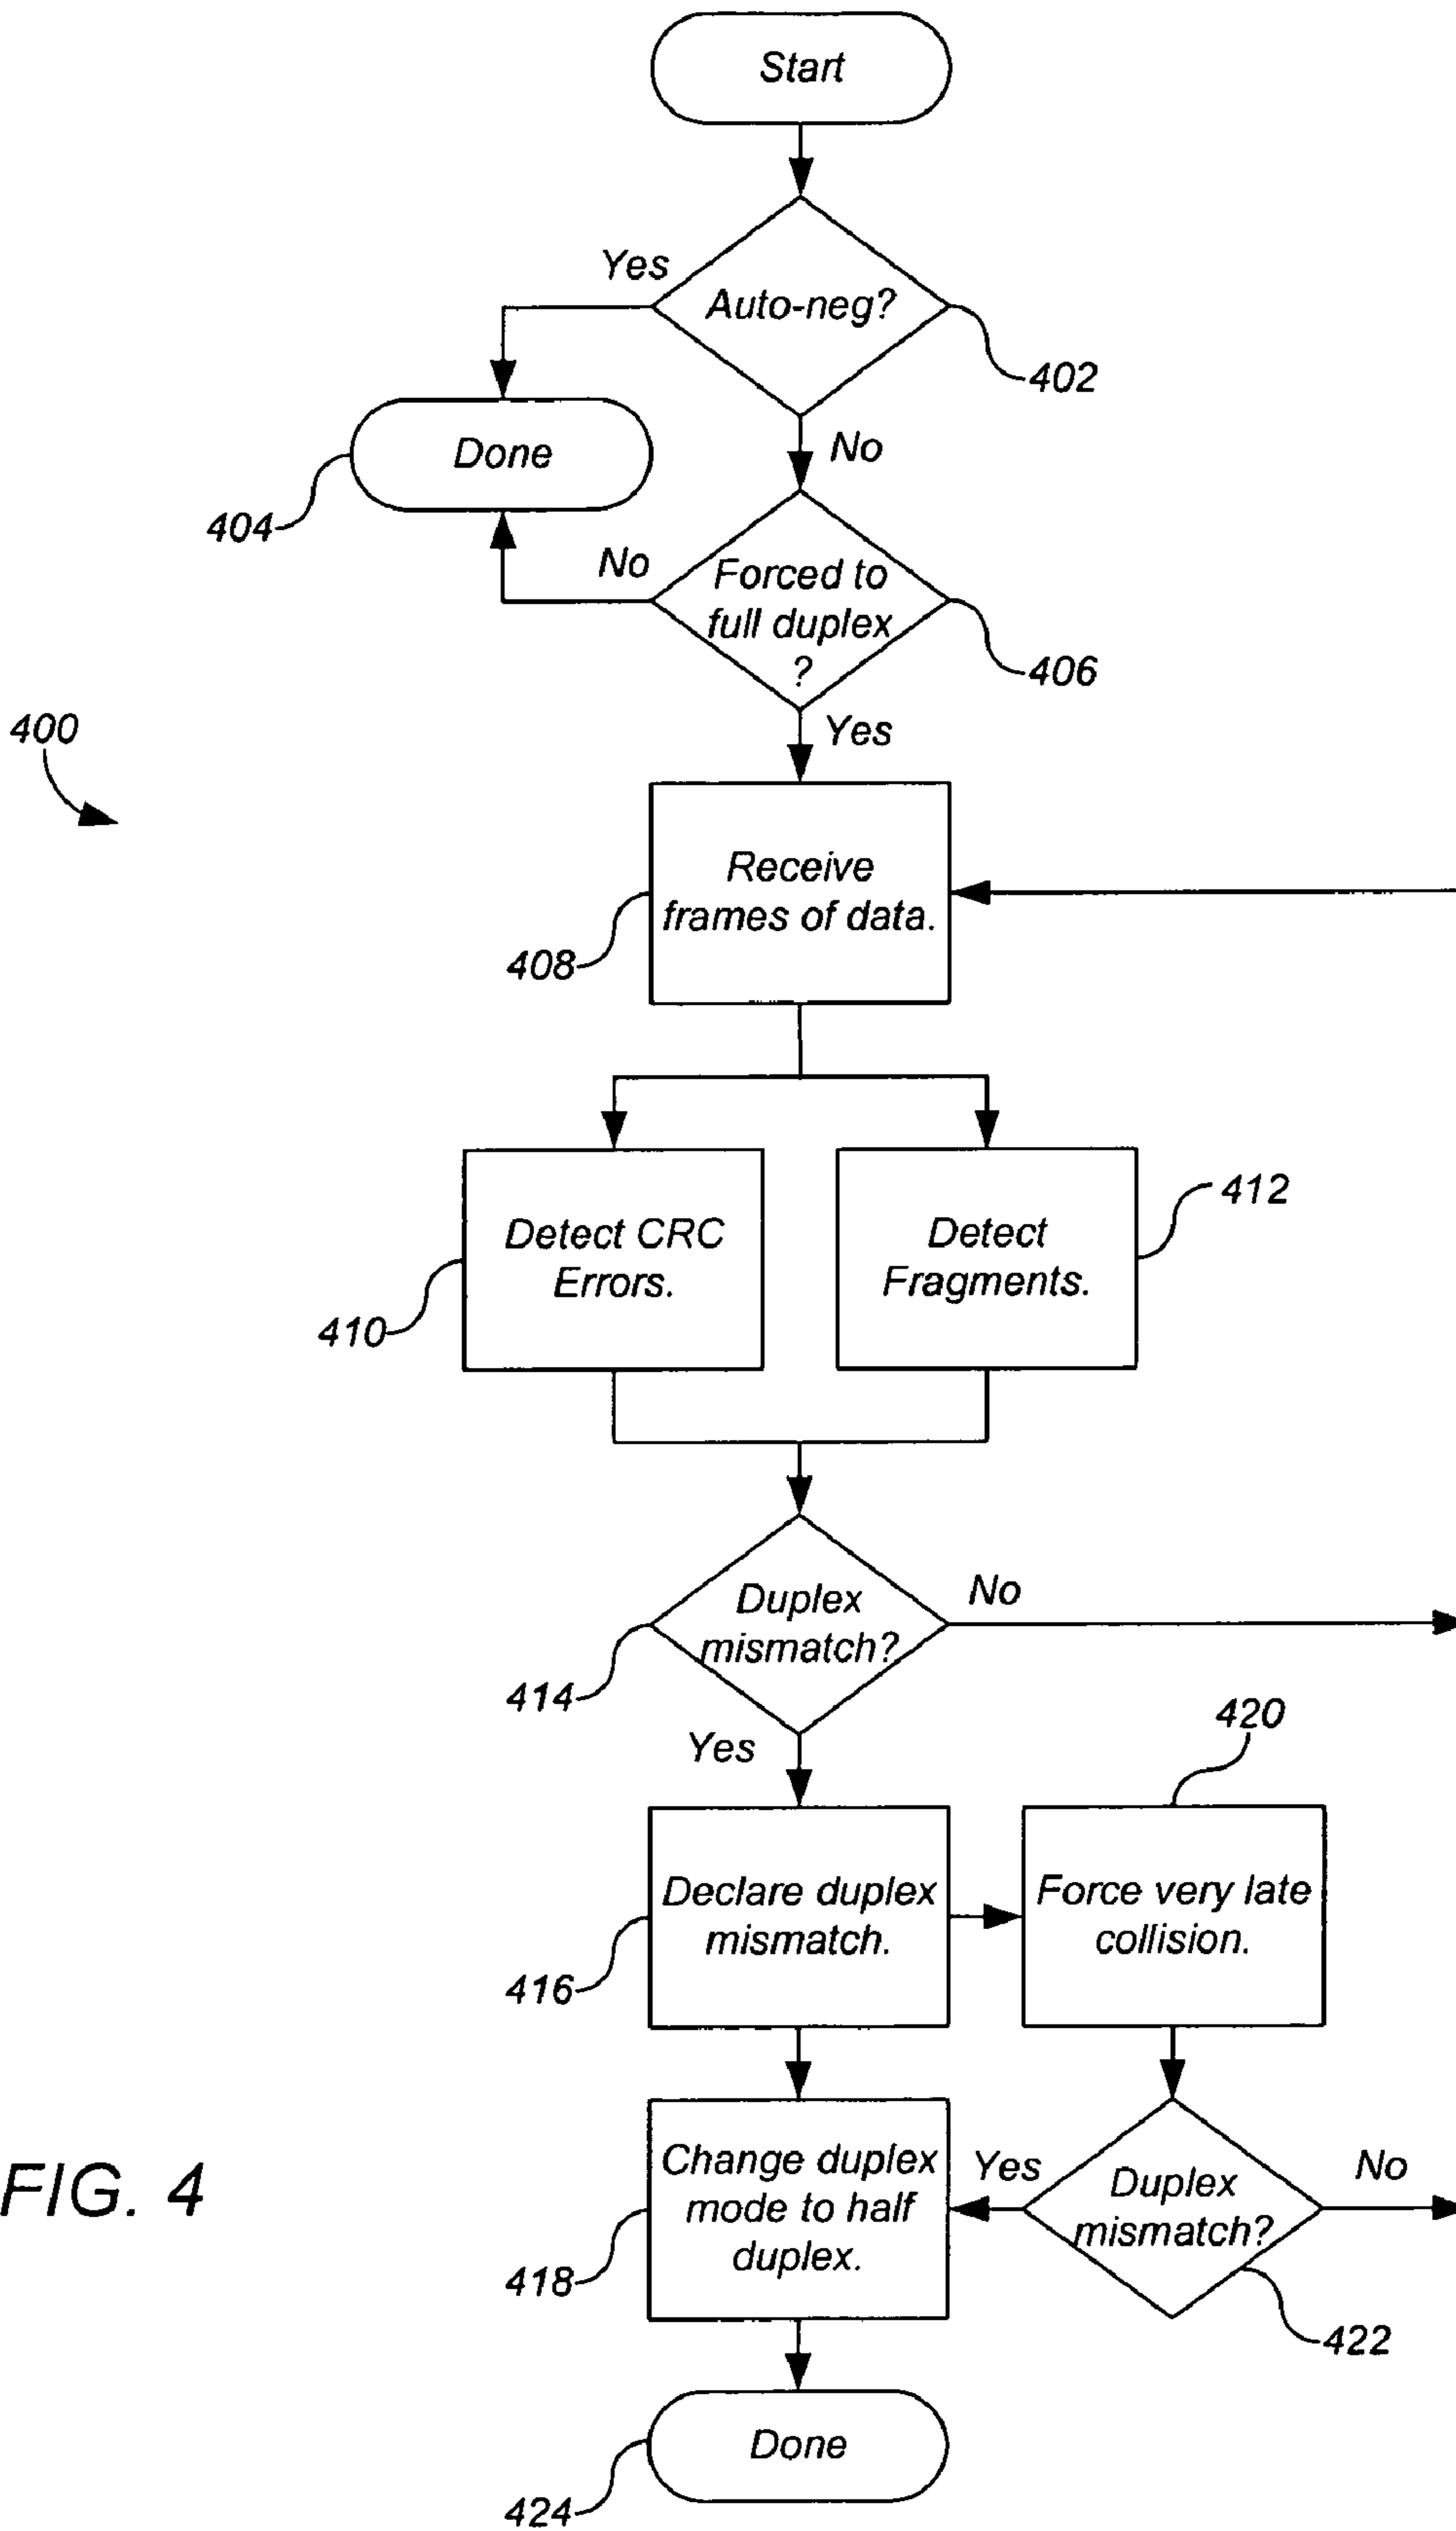 Start
Yes
Auto-neg?
402
No
Done
404
No
Forced to
full duplex
?
406
Yes
400
Receive
frames of data.
408
Detect CRC
Errors.
410
Detect
Fragments.
412
Duplex
mismatch?
No
414
Yes
420
Declare duplex
mismatch.
416
Force very late
collision.
Change duplex
mode to half
duplex.
418
Yes
Duplex
mismatch?
No
422
FIG. 4
Done
424